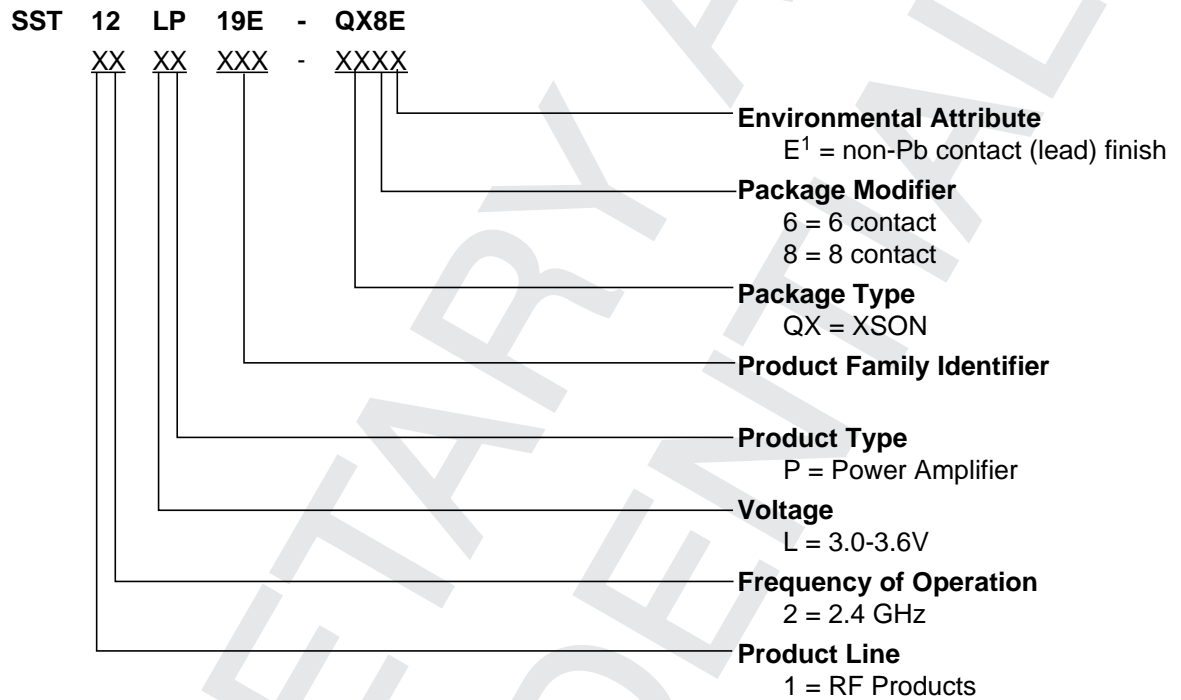 SST 12 LP 19E - QX8E
XX XX XXX - XXXX
Environmental Attribute
E1 = non-Pb contact (lead) finish
Package Modifier
6 = 6 contact
8 = 8 contact
Package Type
QX = XSON
Product Family Identifier
Product Type
P = Power Amplifier
Voltage
L = 3.0-3.6V
Frequency of Operation
2 = 2.4 GHz
Product Line
1 = RF Products